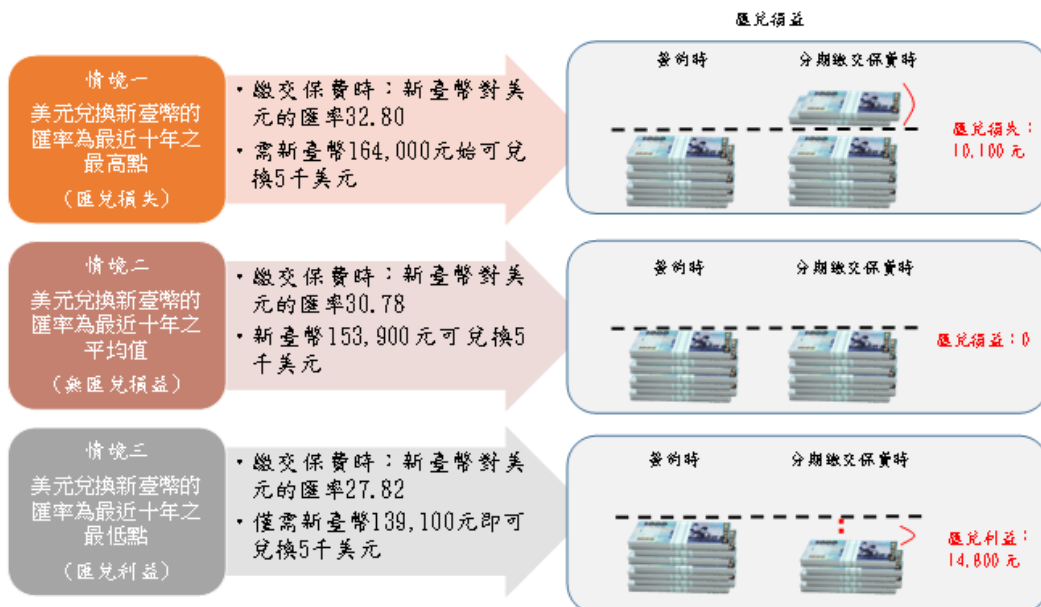 匯兌損益
情境一
美元兌換新臺幣的
匯率為最近十年之
最高點
（匯兌損失）
・繳交保費時：新臺幣對美
元的匯率32.80
・需新臺幣164,000元始可兌
換5千美元
簽約時
分期繳交保費時
匯兌損失：
10,100 元
情境二
美元兌換新臺幣的
匯率為最近十年之
平均值
（無匯兌損益）
・繳交保費時：新臺幣對美
元的匯率30.78
・新臺幣153,900元可兌換5
千美元
簽約時
分期繳交保費時
匯兌損益：0
情境三
美元兌換新臺幣的
匯率為最近十年之
最低點
（匯兌利益）
・繳交保費時：新臺幣對美
元的匯率27.82
・僅需新臺幣139,100元即可
兌換5千美元
簽約時
分期繳交保費時
匯兌利益：
14,800 元